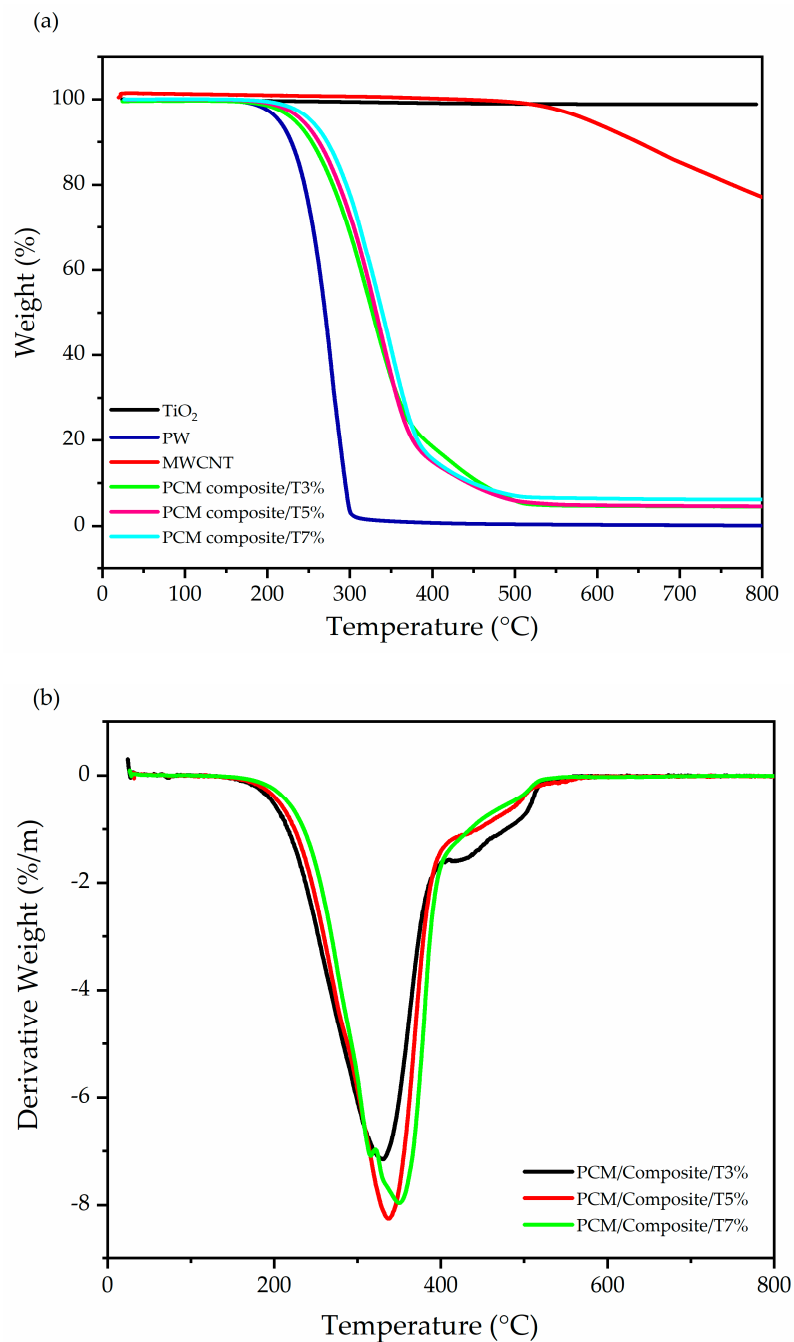 (a)
100
80
60
40
20
0
Weight (%)
TiO₂
PW
MWCNT
PCM composite/T3%
PCM composite/T5%
PCM composite/T7%
0 100 200 300 400 500 600 700 800
Temperature (°C)
(b)
0
-2
-4
-6
-8
Derivative Weight (%/m)
PCM/Composite/T3%
PCM/Composite/T5%
PCM/Composite/T7%
0 200 400 600 800
Temperature (°C)